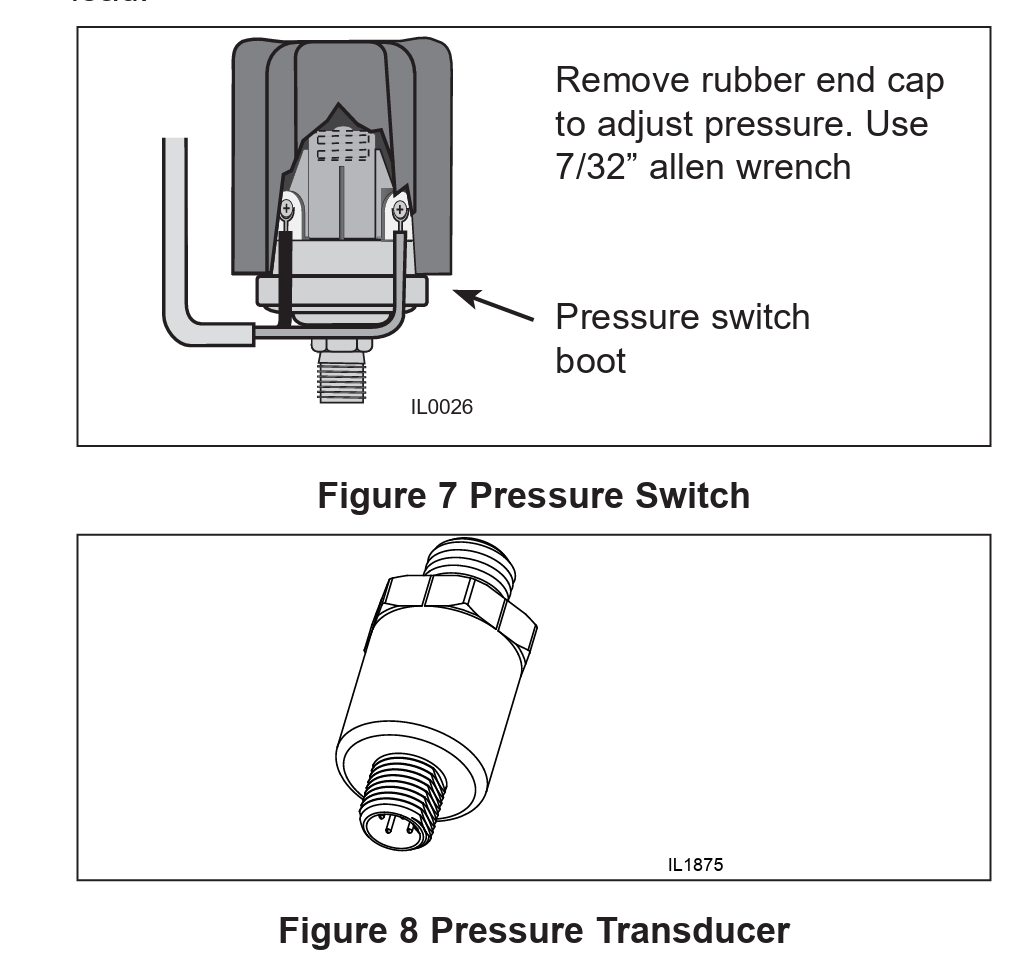 Remove rubber end cap
to adjust pressure. Use
7/32” allen wrench
Pressure switch
boot
IL0026
Figure 7 Pressure Switch
IL1875
Figure 8 Pressure Transducer